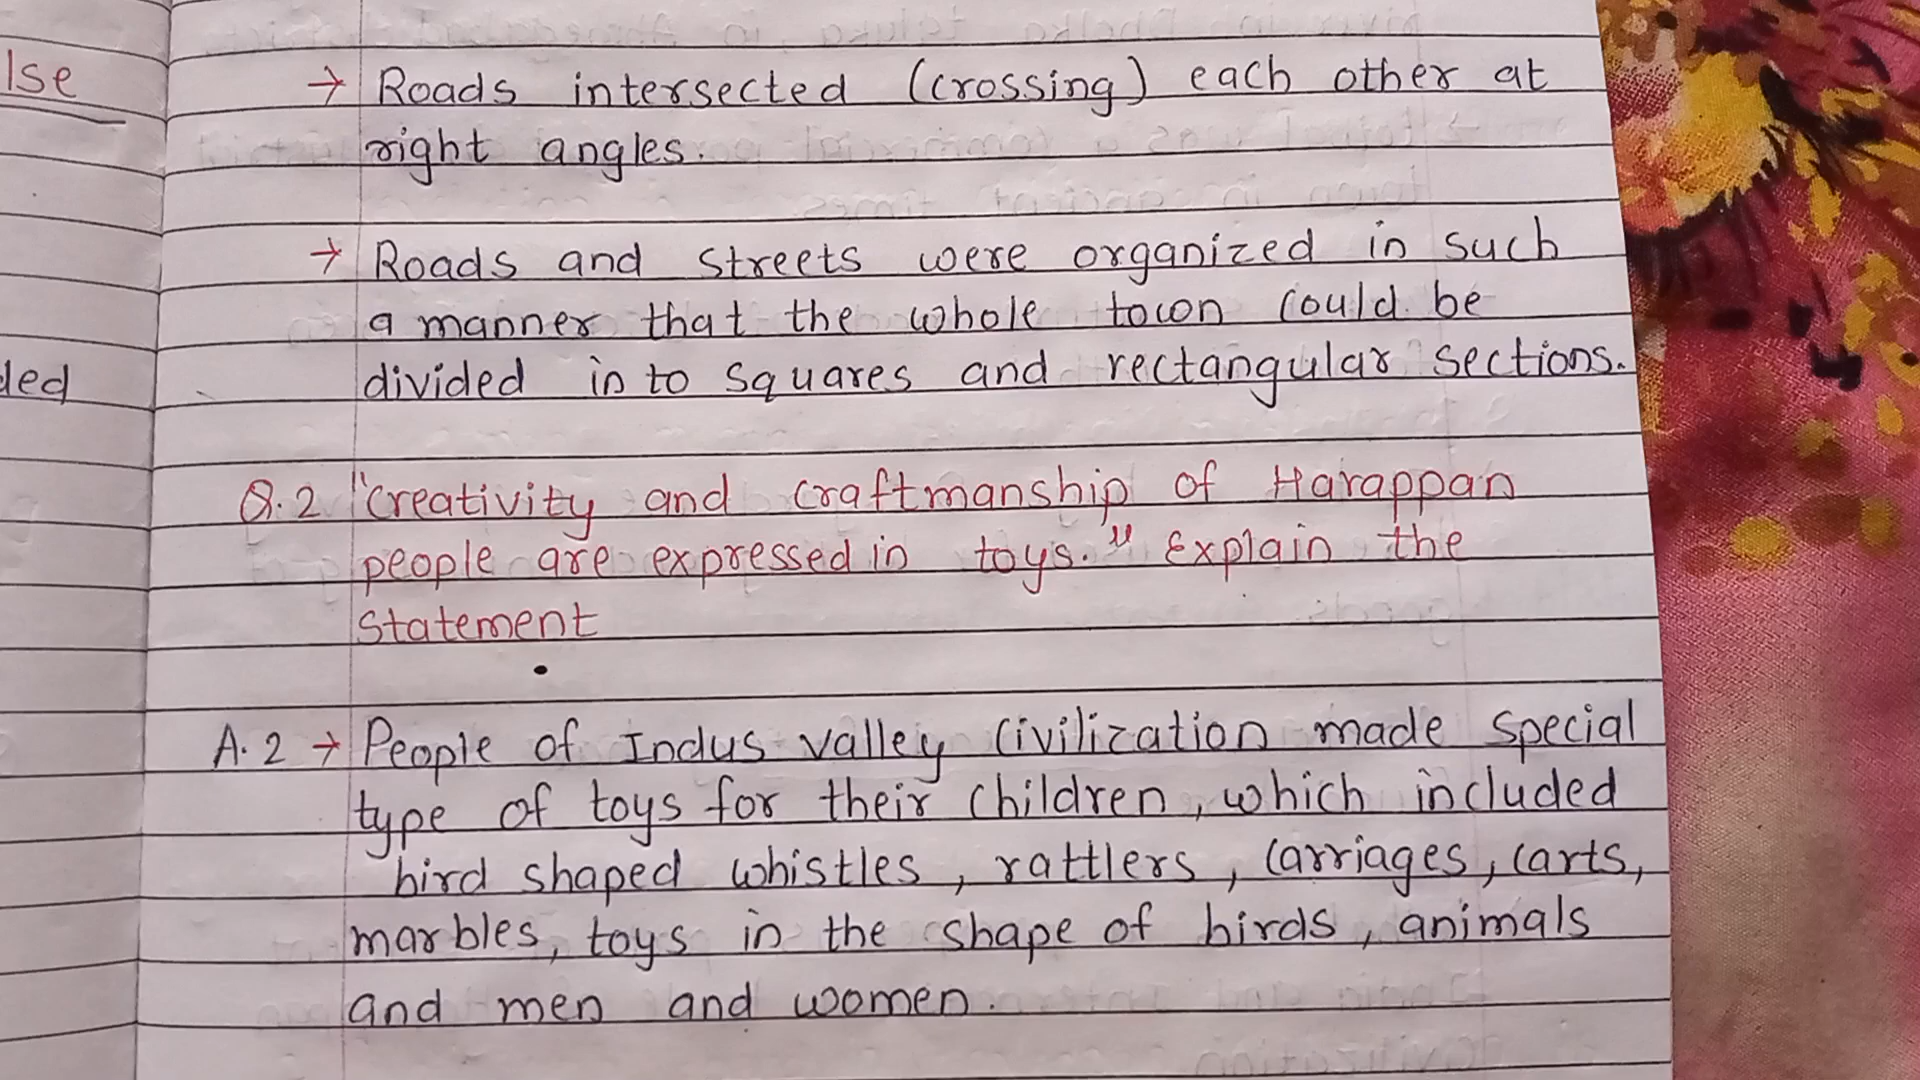 lse
→ Roads intersected (crossing) each other at
right angles.
→ Roads and streets were organized in such
a manner that the whole town could be
ded
divided in to squares and rectangular sections.
Q.2 "creativity and craftmanship of Harappan
people are expressed in toys." Explain the
statement
A.2 → People of Indus valley Civilization made special
type of toys for their children, which included
bird shaped whistles, rattlers, carriages, carts,
marbles, toys in the shape of birds, animals
and men and women.